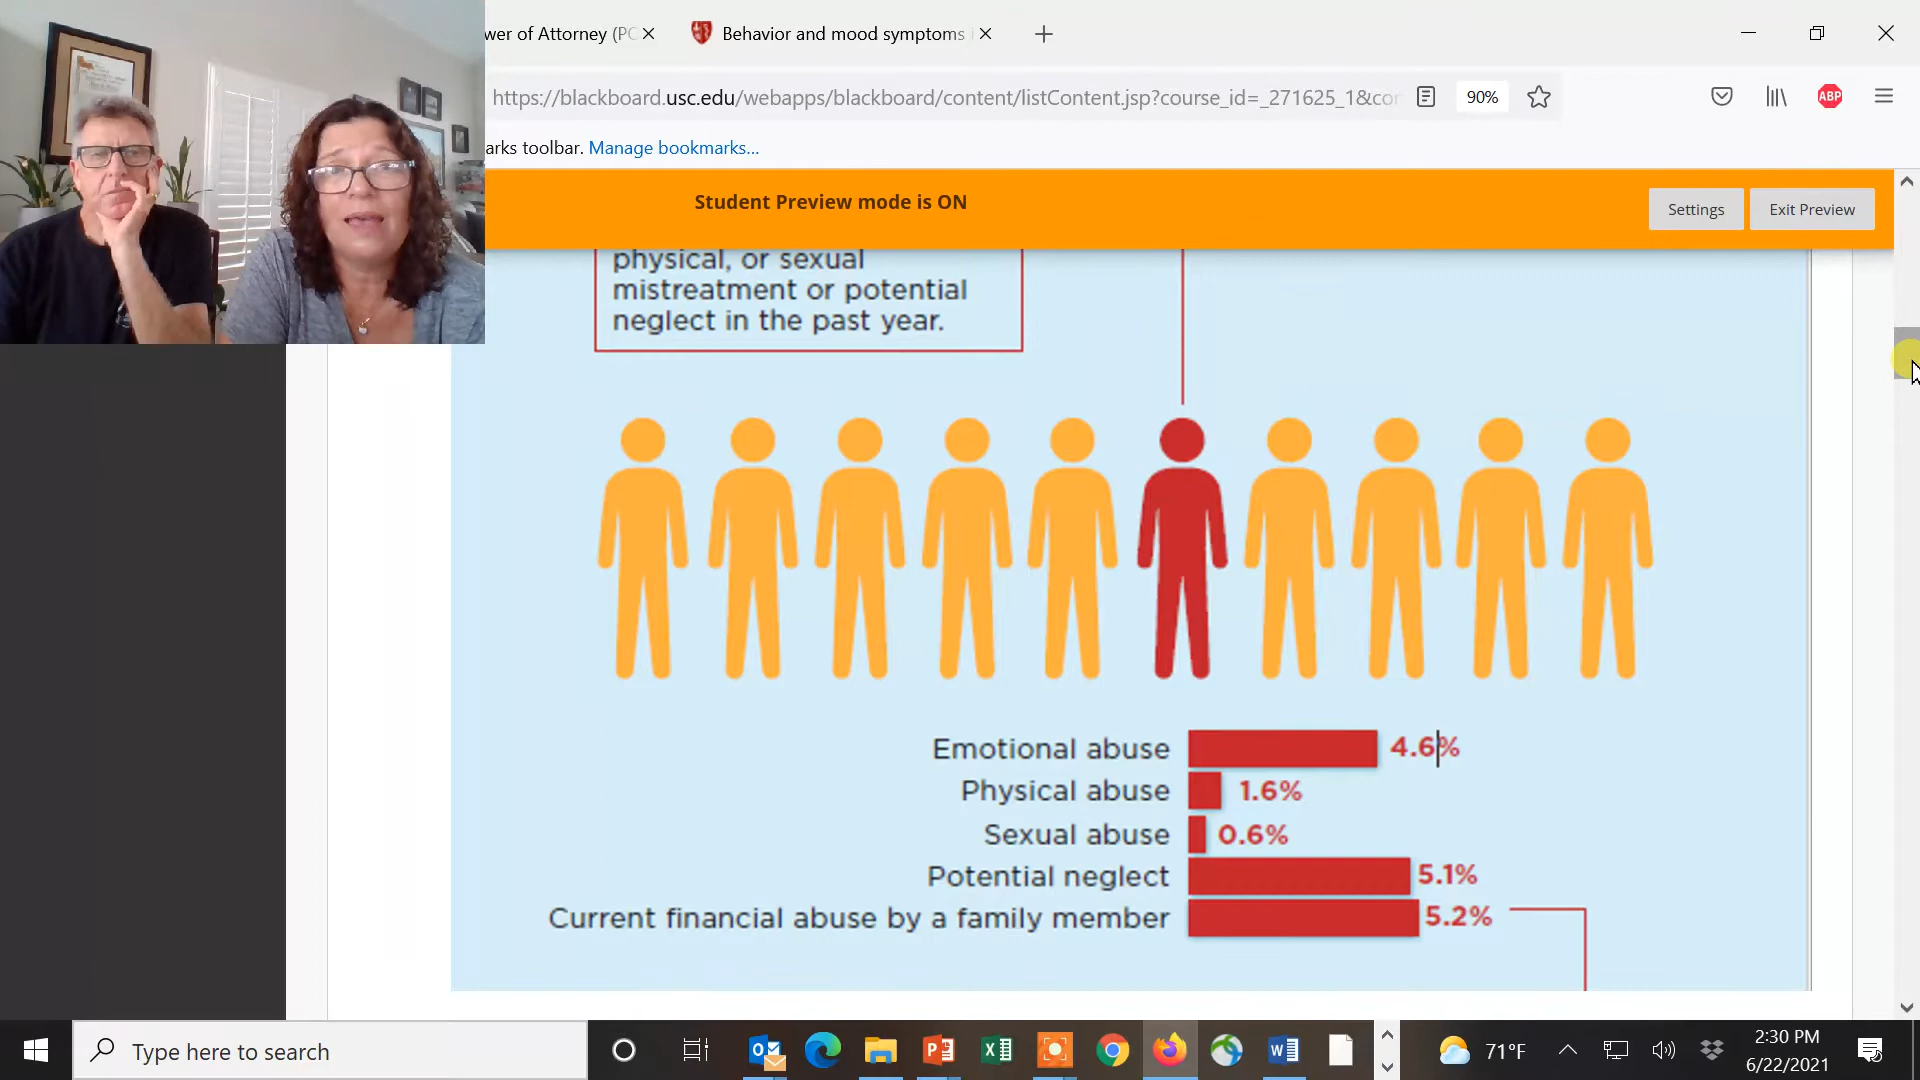 wer of Attorney (PC
Behavior and mood symptoms
https://blackboard.usc.edu/webapps/blackboard/content/listContent.jsp?course_id=_271625_1&cor
90%
ABP
arks toolbar. Manage bookmarks...
Student Preview mode is ON
Settings
Exit Preview
physical, or sexual
mistreatment or potential
neglect in the past year.
Emotional abuse 4.6%
Physical abuse 1.6%
Sexual abuse 0.6%
Potential neglect 5.1%
Current financial abuse by a family member 5.2%
Type here to search
71°F
2:30 PM
6/22/2021